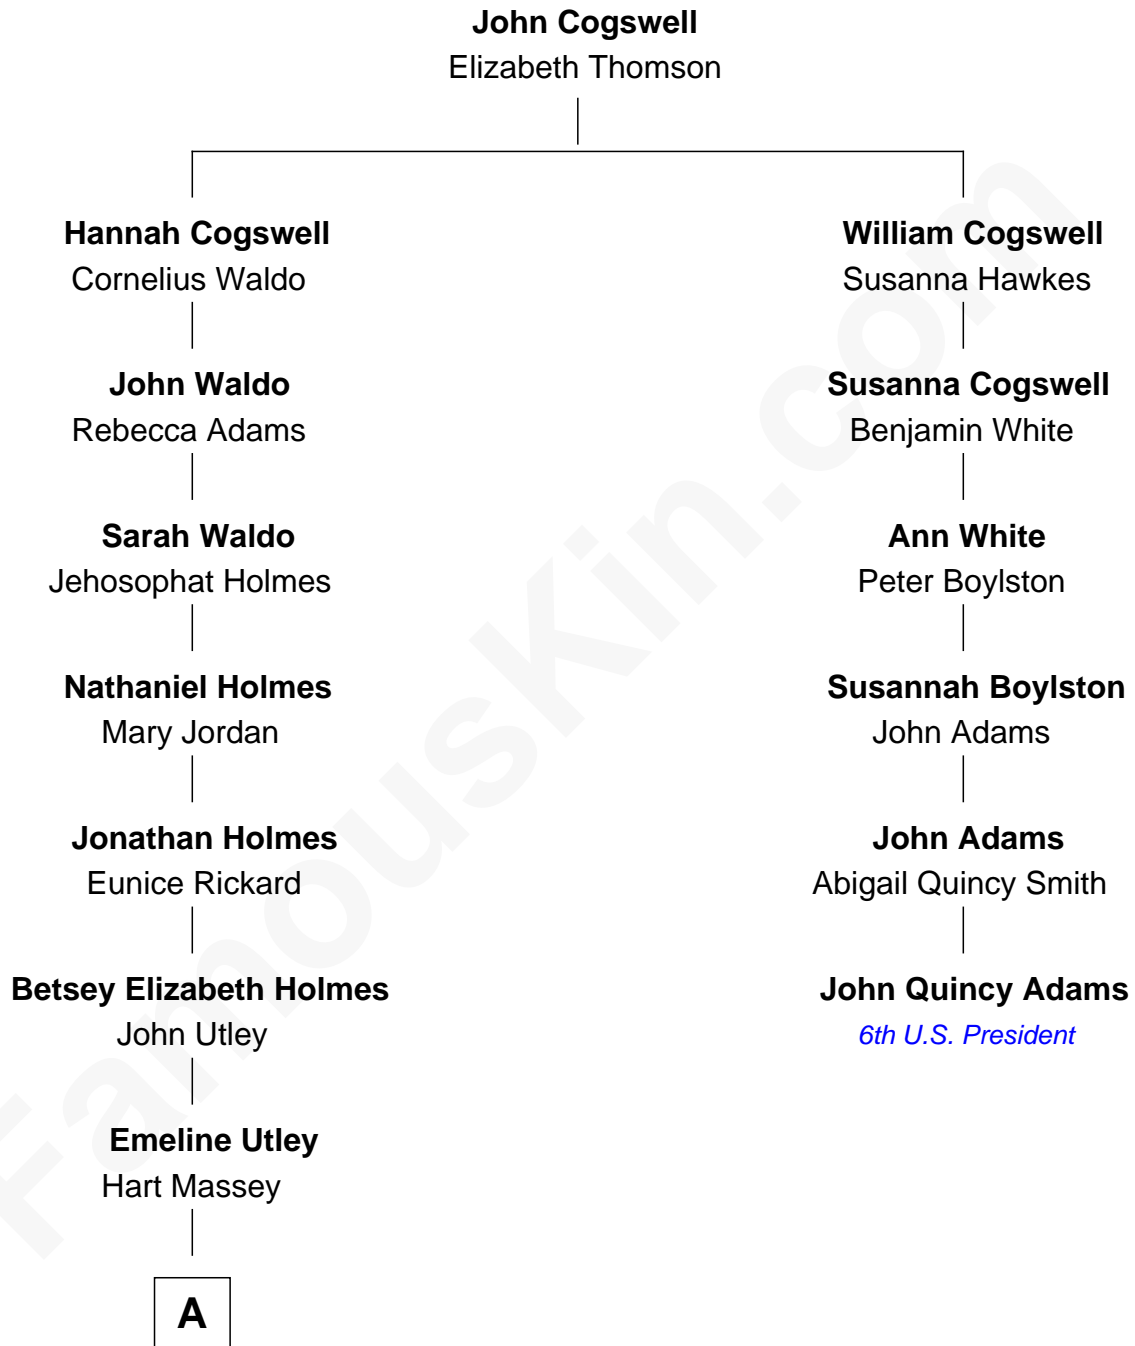 John Cogswell
Elizabeth Thomson
Hannah Cogswell
Cornelius Waldo
John Waldo
Rebecca Adams
Sarah Waldo
Jehosophat Holmes
Nathaniel Holmes
Mary Jordan
Jonathan Holmes
Eunice Rickard
Betsey Elizabeth Holmes
John Utley
Emeline Utley
Hart Massey
A
William Cogswell
Susanna Hawkes
Susanna Cogswell
Benjamin White
Ann White
Peter Boylston
Susannah Boylston
John Adams
John Adams
Abigail Quincy Smith
John Quincy Adams
6th U.S. President
FamousKin.com